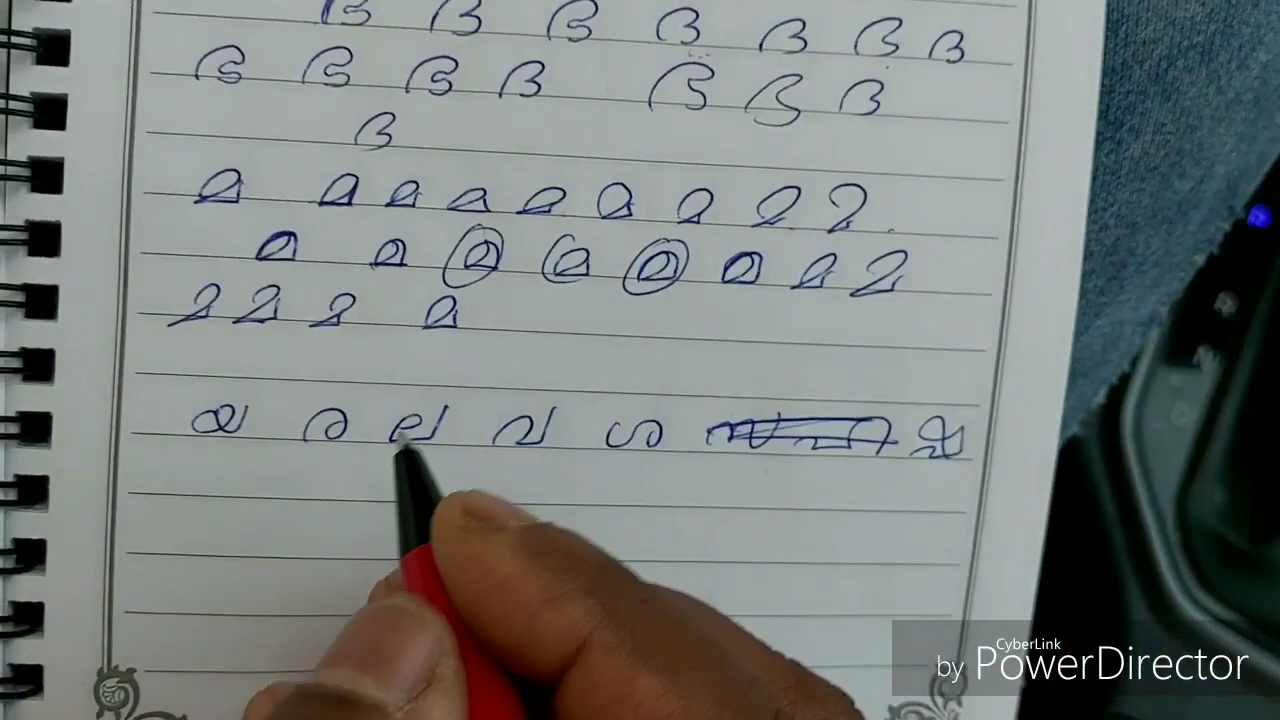 ഭ ഭ ഭ ഭ ഭ ഭ ഭ
ഭ ഭ ഭ ഭ ഭ ഭ ഭ
ഭ
മ മ മ മ മ മ മ മ മ
മ മ മ മ മ മ മ മ
മ മ മ മ
യ ര ല വ ശ ഷ
CyberLink
by PowerDirector